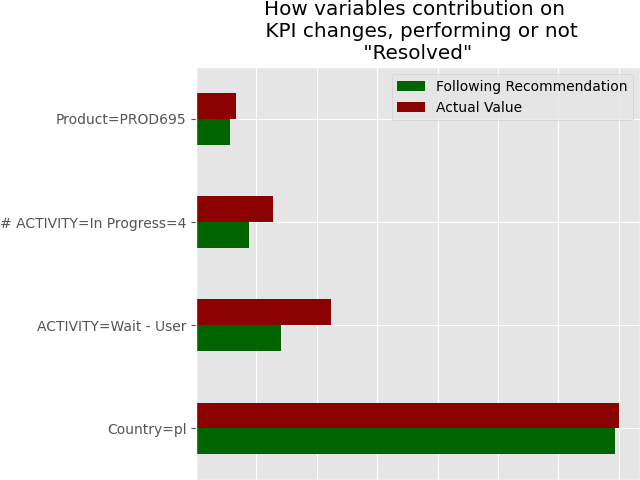 How variables contribution on
KPI changes, performing or not
"Resolved"
Following Recommendation
Actual Value
Product=PROD695
# ACTIVITY=In Progress=4
ACTIVITY=Wait - User
Country=pl